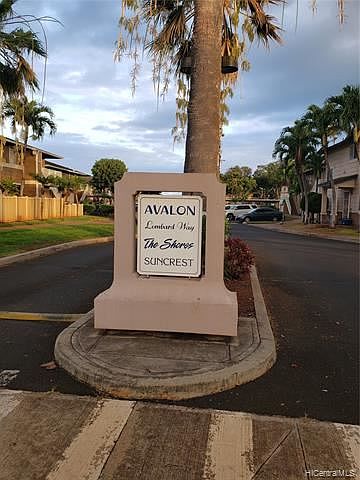 AVALON
Lombard Way
The Shores
SUNCREST
HiCentralMLS